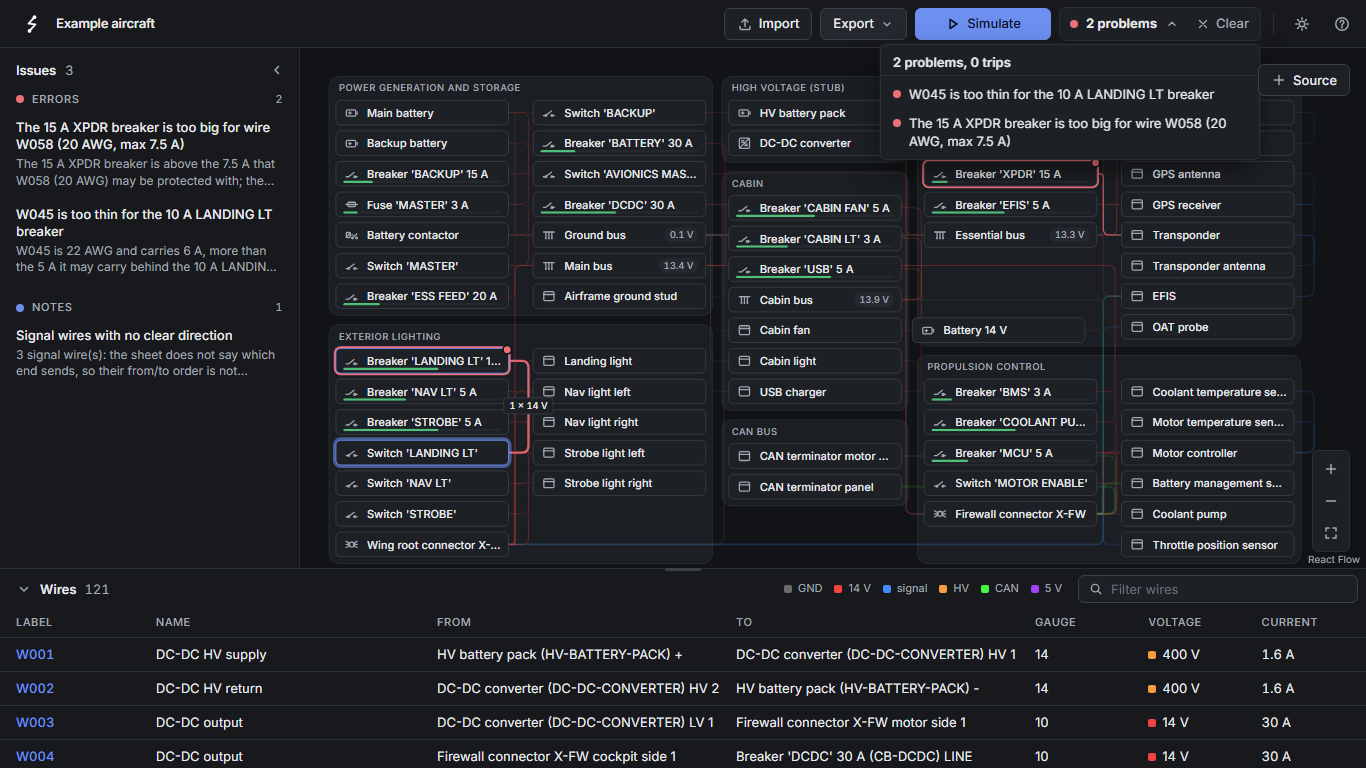 Example aircraft
Import
Export
Simulate
2 problems
Clear
2 problems, 0 trips
W045 is too thin for the 10 A LANDING LT breaker
The 15 A XPDR breaker is too big for wire W058 (20
AWG, max 7.5 A)
Source
Issues 3
ERRORS 2
The 15 A XPDR breaker is too big for wire
W058 (20 AWG, max 7.5 A)
The 15 A XPDR breaker is above the 7.5 A that
W058 (20 AWG) may be protected with; the...
W045 is too thin for the 10 A LANDING LT
breaker
W045 is 22 AWG and carries 6 A, more than
the 5 A it may carry behind the 10 A LANDIN...
NOTES 1
Signal wires with no clear direction
3 signal wire(s): the sheet does not say which
end sends, so their from/to order is not...
POWER GENERATION AND STORAGE
Main battery
Backup battery
Breaker 'BACKUP' 15 A
Fuse 'MASTER' 3 A
Battery contactor
Switch 'MASTER'
Breaker 'ESS FEED' 20 A
Switch 'BACKUP'
Breaker 'BATTERY' 30 A
Switch 'AVIONICS MAS...
Breaker 'DCDC' 30 A
Ground bus 0.1 V
Main bus 13.4 V
Airframe ground stud
EXTERIOR LIGHTING
Breaker 'LANDING LT' 1...
Breaker 'NAV LT' 5 A
Breaker 'STROBE' 5 A
Switch 'LANDING LT'
Switch 'NAV LT'
Switch 'STROBE'
Wing root connector X-...
1 × 14 V
Landing light
Nav light left
Nav light right
Strobe light left
Strobe light right
HIGH VOLTAGE (STUB)
HV battery pack
DC-DC converter
CABIN
Breaker 'CABIN FAN' 5 A
Breaker 'CABIN LT' 3 A
Breaker 'USB' 5 A
Cabin bus 13.9 V
Cabin fan
Cabin light
USB charger
CAN BUS
CAN terminator motor ...
CAN terminator panel
Breaker 'XPDR' 15 A
Breaker 'EFIS' 5 A
Essential bus 13.3 V
GPS antenna
GPS receiver
Transponder
Transponder antenna
EFIS
OAT probe
Battery 14 V
PROPULSION CONTROL
Breaker 'BMS' 3 A
Breaker 'COOLANT PU...
Breaker 'MCU' 5 A
Switch 'MOTOR ENABLE'
Firewall connector X-FW
Coolant temperature se...
Motor temperature sen...
Motor controller
Battery management s...
Coolant pump
Throttle position sensor
React Flow
Wires 121
GND 14 V signal HV CAN 5 V
Filter wires
LABEL NAME FROM TO GAUGE VOLTAGE CURRENT
W001 DC-DC HV supply HV battery pack (HV-BATTERY-PACK) + DC-DC converter (DC-DC-CONVERTER) HV 1 14 400 V 1.6 A
W002 DC-DC HV return DC-DC converter (DC-DC-CONVERTER) HV 2 HV battery pack (HV-BATTERY-PACK) - 14 400 V 1.6 A
W003 DC-DC output DC-DC converter (DC-DC-CONVERTER) LV 1 Firewall connector X-FW motor side 1 10 14 V 30 A
W004 DC-DC output Firewall connector X-FW cockpit side 1 Breaker 'DCDC' 30 A (CB-DCDC) LINE 10 14 V 30 A